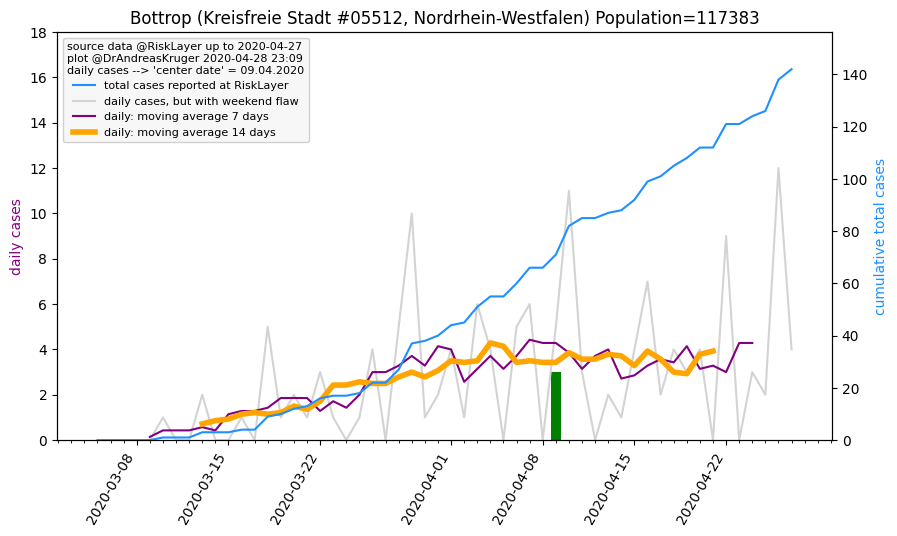 Bottrop (Kreisfreie Stadt #05512, Nordrhein-Westfalen) Population=117383
source data @RiskLayer up to 2020-04-27
plot @DrAndreasKruger 2020-04-28 23:09
daily cases --> 'center date' = 09.04.2020
total cases reported at RiskLayer
daily cases, but with weekend flaw
daily: moving average 7 days
daily: moving average 14 days
daily cases
18
16
14
12
10
8
6
4
2
0
cumulative total cases
140
120
100
80
60
40
20
0
2020-03-08
2020-03-15
2020-03-22
2020-04-01
2020-04-08
2020-04-15
2020-04-22